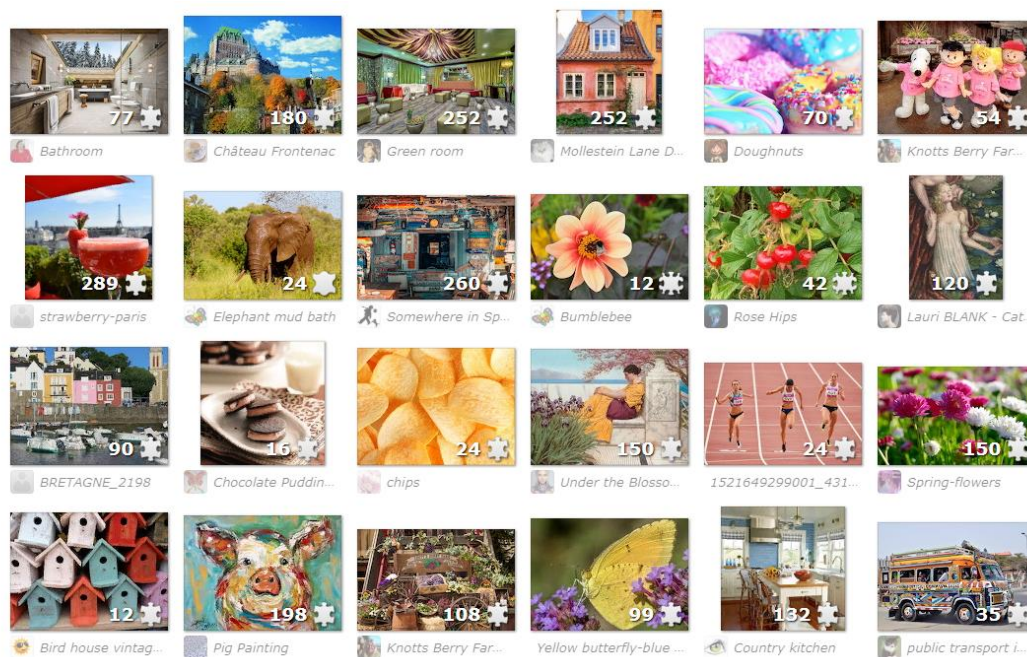 77
180
252
252
70
54
Bathroom
Château Frontenac
Green room
Mollestein Lane D...
Doughnuts
Knotts Berry Far...
289
24
260
12
42
120
strawberry-paris
Elephant mud bath
Somewhere in Sp...
Bumblebee
Rose Hips
Lauri BLANK - Cat
90
16
24
150
24
150
BRETAGNE_2198
Chocolate Puddin...
chips
Under the Blosso...
1521649299001_431...
Spring-flowers
12
198
108
99
132
35
Bird house vintag...
Pig Painting
Knotts Berry Far...
Yellow butterfly-blue ...
Country kitchen
public transport i...